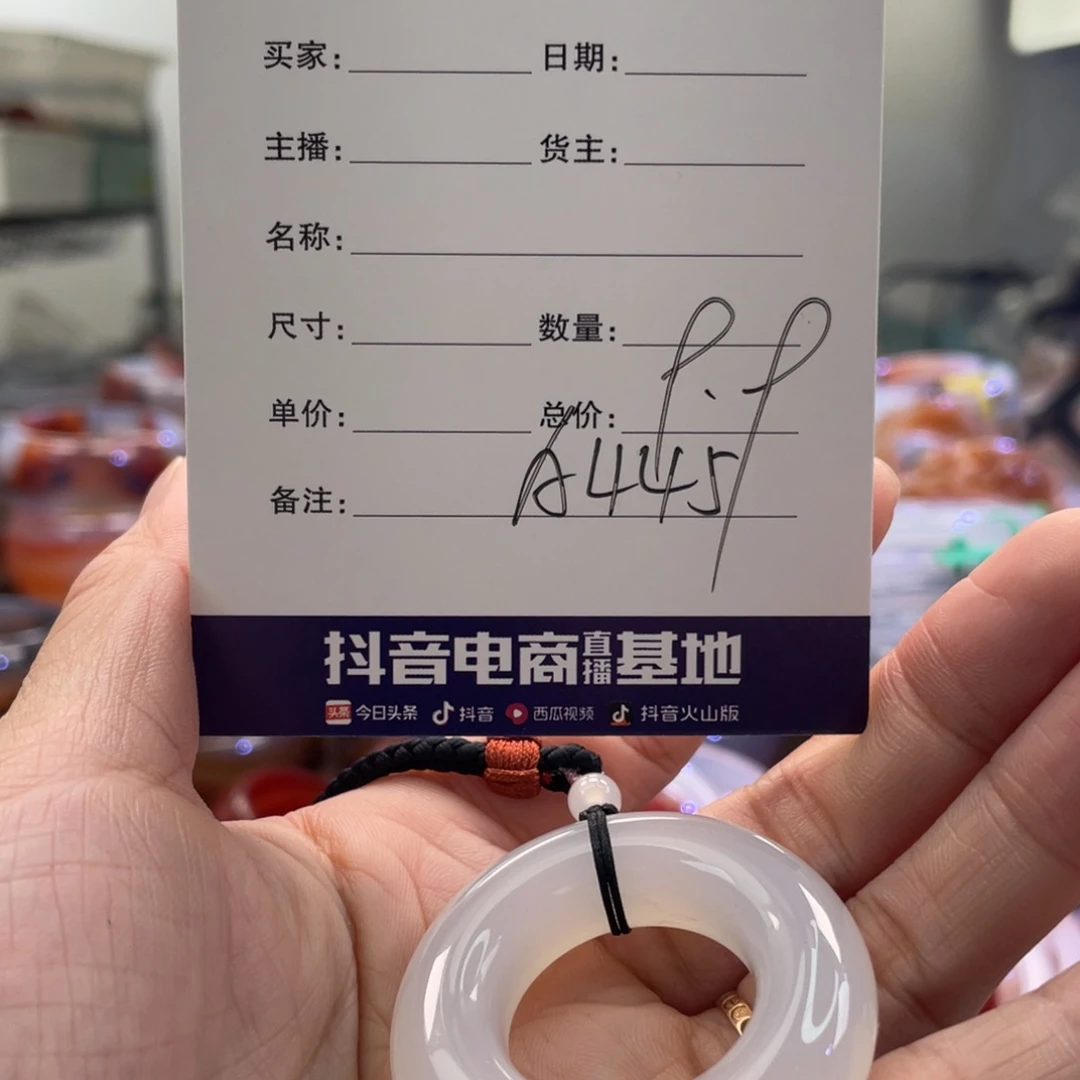 买家: 日期:
主播: 货主:
名称:
尺寸: 数量:
单价: 总价:
备注: A445
抖音电商直播基地
头条 今日头条 抖音 西瓜视频 抖音火山版